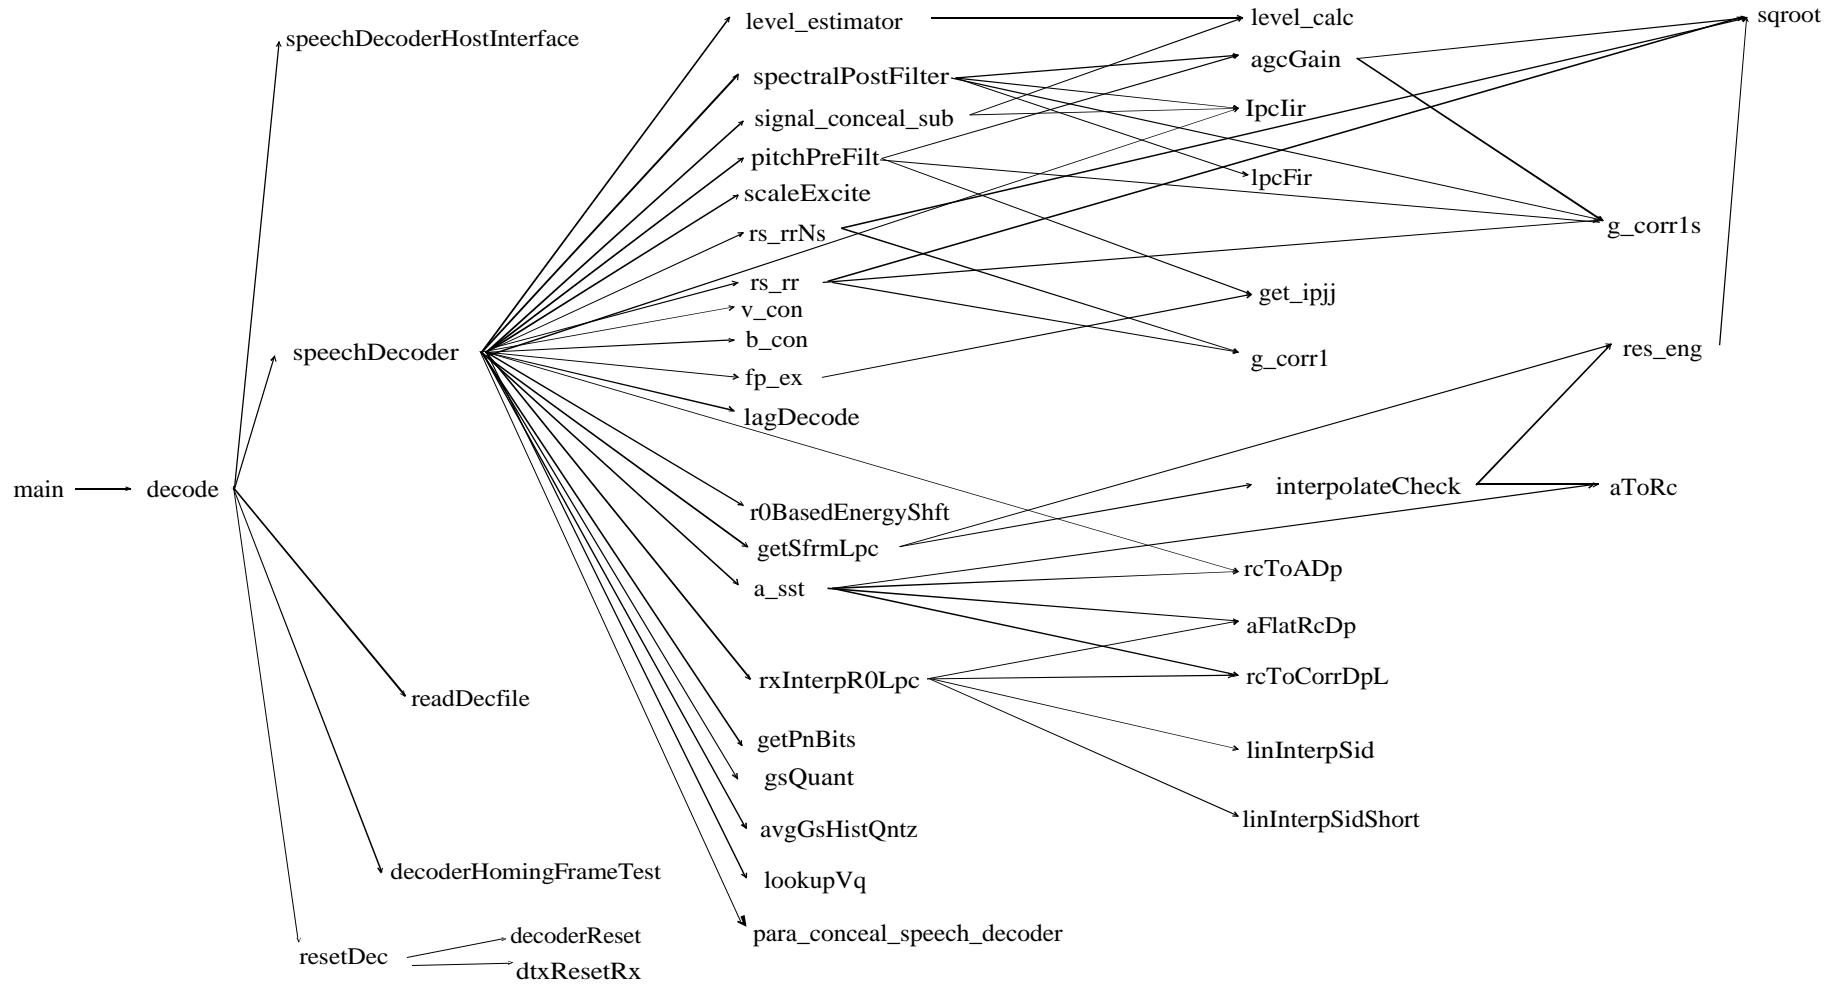 level_estimator
level_calc
sqroot
speechDecoderHostInterface
agcGain
spectralPostFilter
IpcIir
signal_conceal_sub
pitchPreFilt
lpcFir
scaleExcite
g_corr1s
rs_rrNs
rs_rr
get_ipjj
v_con
b_con
res_eng
speechDecoder
g_corr1
fp_ex
lagDecode
main
decode
interpolateCheck
aToRc
r0BasedEnergyShft
getSfrmLpc
rcToADp
a_sst
aFlatRcDp
rxInterpR0Lpc
rcToCorrDpL
readDecfile
getPnBits
linInterpSid
gsQuant
linInterpSidShort
avgGsHistQntz
decoderHomingFrameTest
lookupVq
para_conceal_speech_decoder
decoderReset
resetDec
dtxResetRx